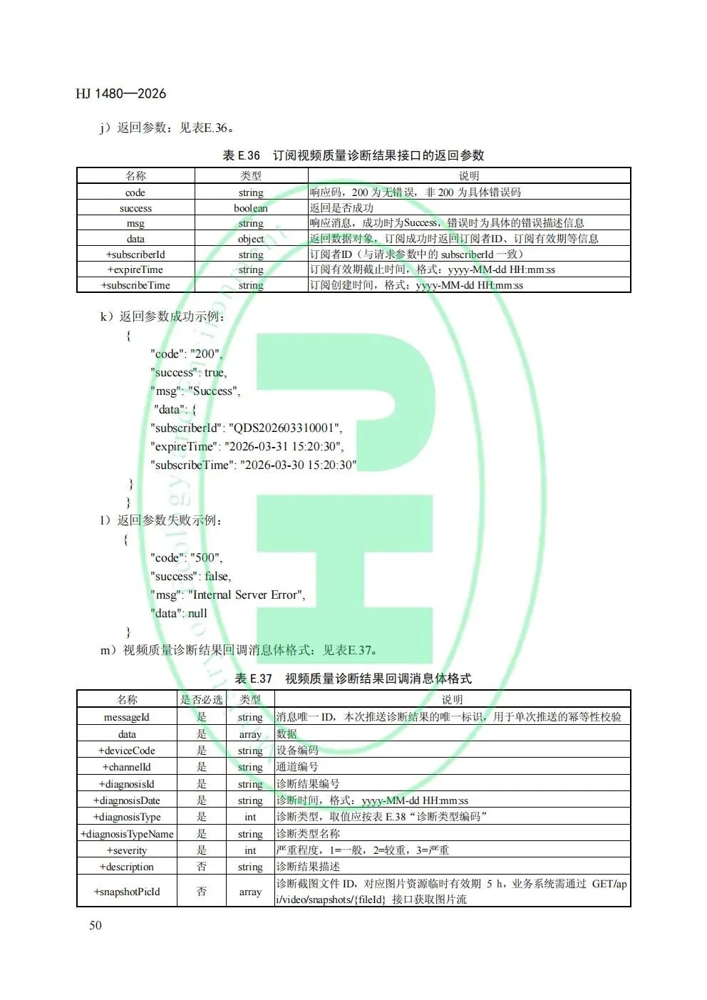 HJ 1480—2026
j）返回参数：见表E.36。
表 E.36 订阅视频质量诊断结果接口的返回参数
名称 类型 说明
code string 响应码，200 为无错误，非 200 为具体错误码
success boolean 返回是否成功
msg string 响应消息，成功时为Success，错误时为具体的错误描述信息
data object 返回数据对象，订阅成功时返回订阅者ID、订阅有效期等信息
+subscriberId string 订阅者ID（与请求参数中的 subscriberId 一致）
+expireTime string 订阅有效期截止时间，格式：yyyy-MM-dd HH:mm:ss
+subscribeTime string 订阅创建时间，格式：yyyy-MM-dd HH:mm:ss
k）返回参数成功示例：
{
"code": "200",
"success": true,
"msg": "Success",
"data": {
"subscriberId": "QDS202603310001",
"expireTime": "2026-03-31 15:20:30",
"subscribeTime": "2026-03-30 15:20:30"
}
}
l）返回参数失败示例：
{
"code": "500",
"success": false,
"msg": "Internal Server Error",
"data": null
}
m）视频质量诊断结果回调消息体格式：见表E.37。
表 E.37 视频质量诊断结果回调消息体格式
名称 是否必选 类型 说明
messageId 是 string 消息唯一 ID，本次推送诊断结果的唯一标识，用于单次推送的幂等性校验
data 是 array 数据
+deviceCode 是 string 设备编码
+channelId 是 string 通道编号
+diagnosisId 是 string 诊断结果编号
+diagnosisDate 是 string 诊断时间，格式：yyyy-MM-dd HH:mm:ss
+diagnosisType 是 int 诊断类型，取值应按表 E.38“诊断类型编码”
+diagnosisTypeName 是 string 诊断类型名称
+severity 是 int 严重程度，1=一般，2=较重，3=严重
+description 否 string 诊断结果描述
+snapshotPicId 否 array 诊断截图文件 ID，对应图片资源临时有效期 5 h，业务系统需通过 GET/ap
i/video/snapshots/{fileId} 接口获取图片流
50
Ministry of Ecology and Environment